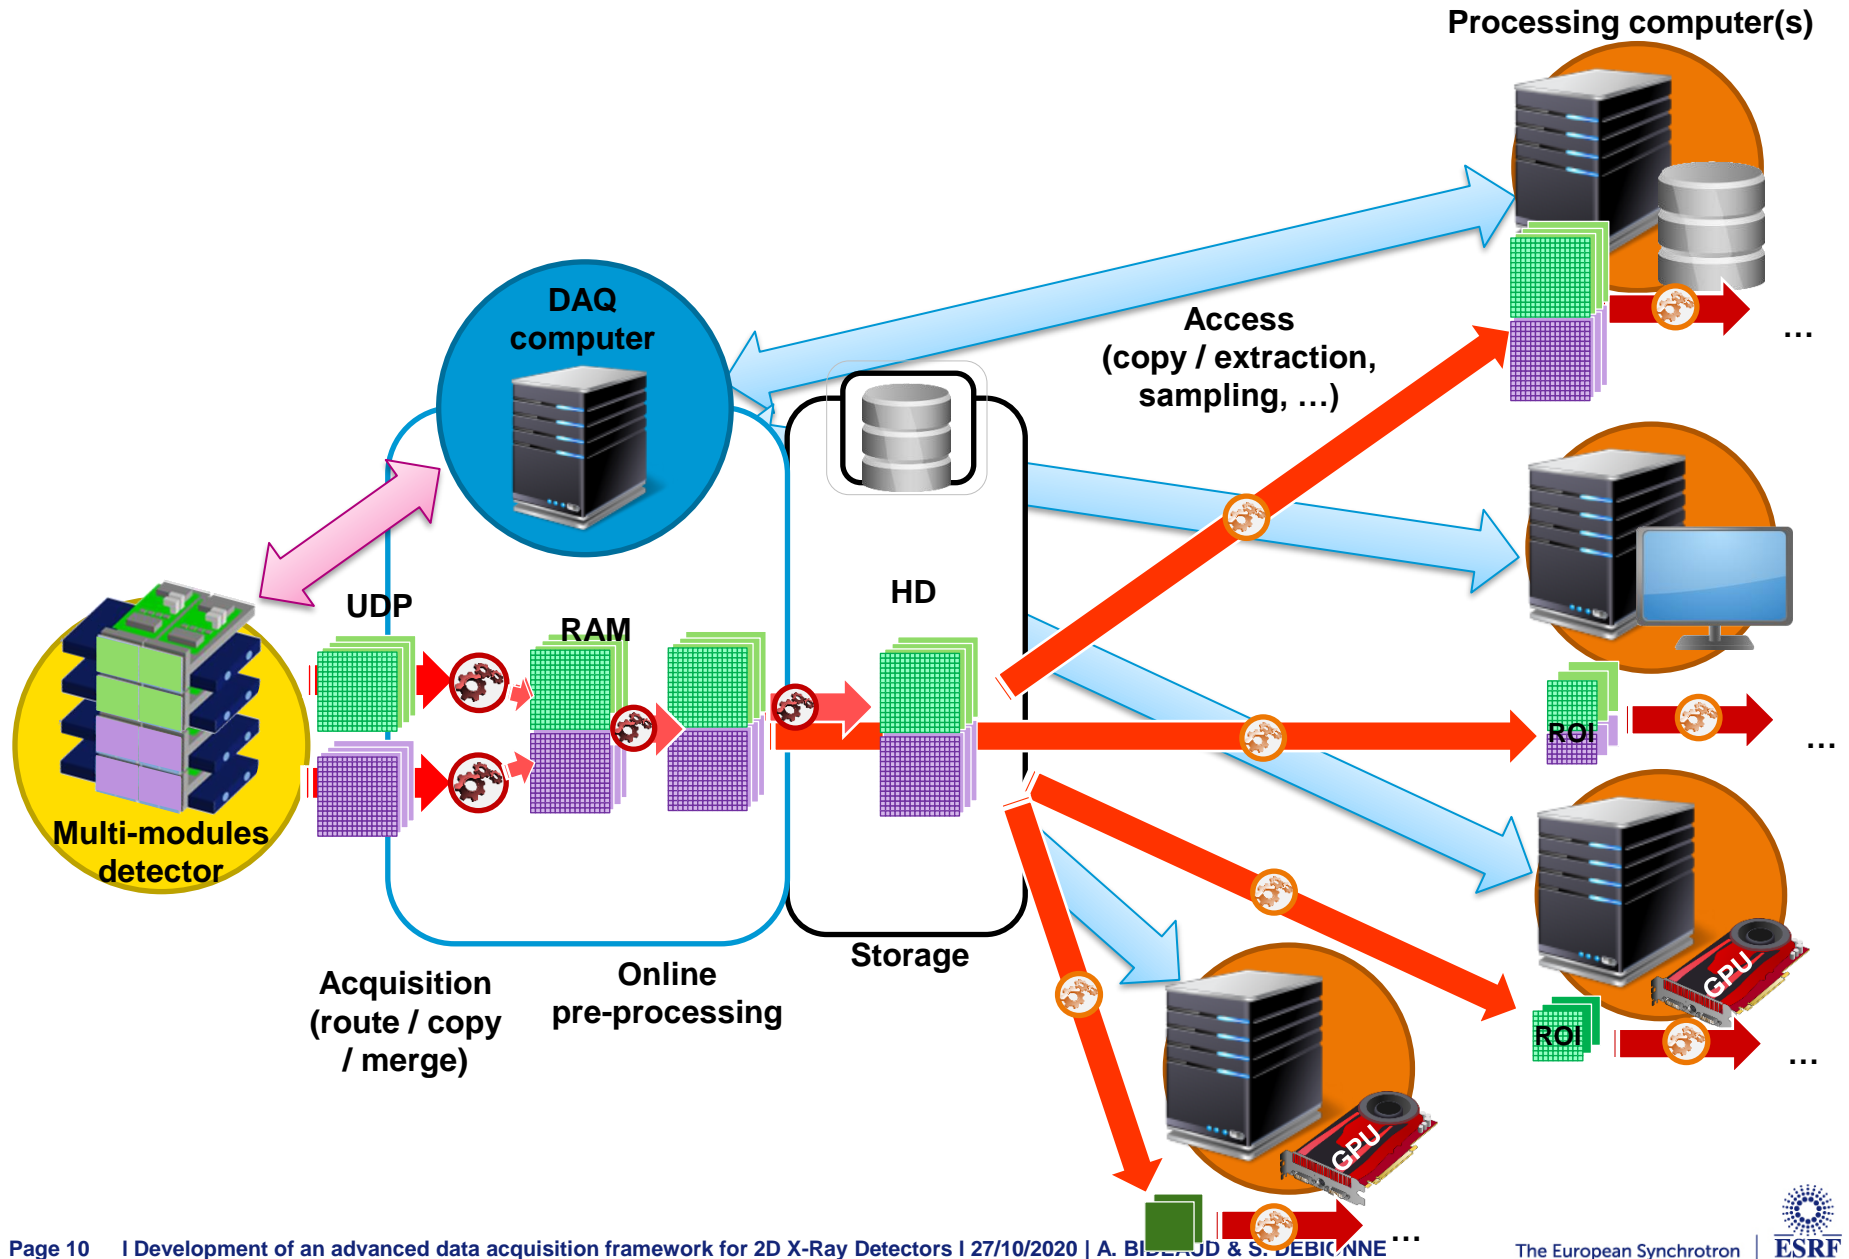 Processing computer(s)
DAQ
computer
Access
(copy / extraction,
sampling, …)
…
HD
UDP
RAM
ROI
…
Multi-modules
detector
Storage
Acquisition
(route / copy
/ merge)
Online
pre-processing
GPU
ROI
…
GPU
…
Page 10 l Development of an advanced data acquisition framework for 2D X-Ray Detectors l 27/10/2020 | A. BIDEAUD & S. DEBIONNE
The European Synchrotron | ESRF